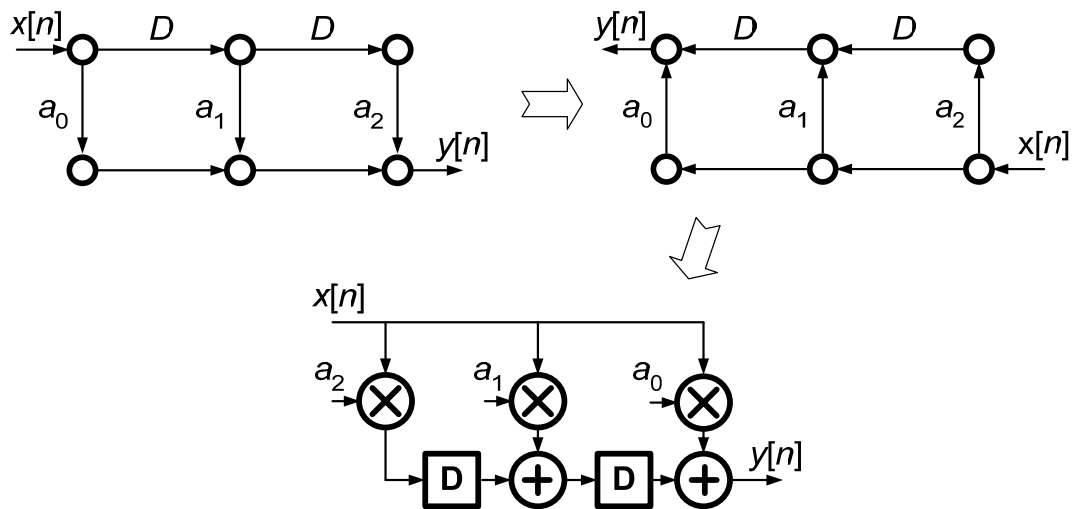 x[n] D D
a0 a1 a2
y[n]
y[n] D D
a0 a1 a2
x[n]
x[n]
a2 a1 a0
D D y[n]